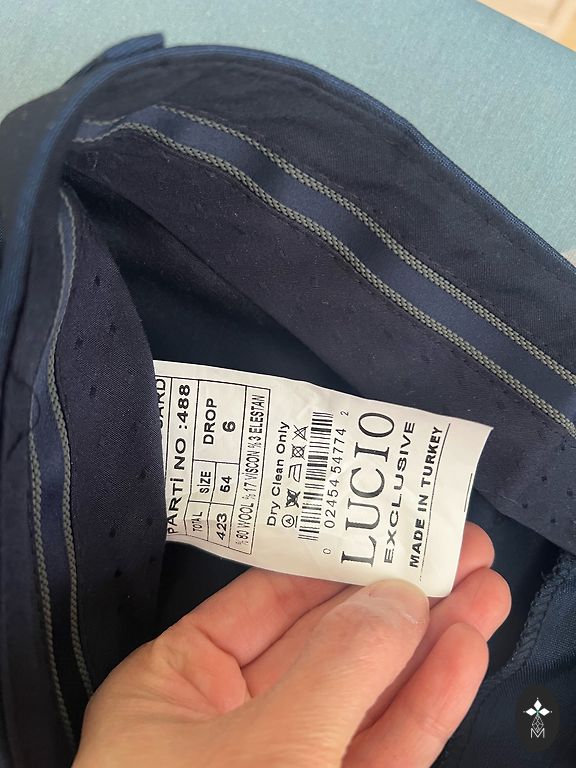 PARTİ NO :488
TOTAL SIZE DROP
423 54 6
%80 WOOL %17 VISCON %3 ELESTAN
Dry Clean Only
0 02454 54774 2
LUCIO
EXCLUSIVE
MADE IN TURKEY